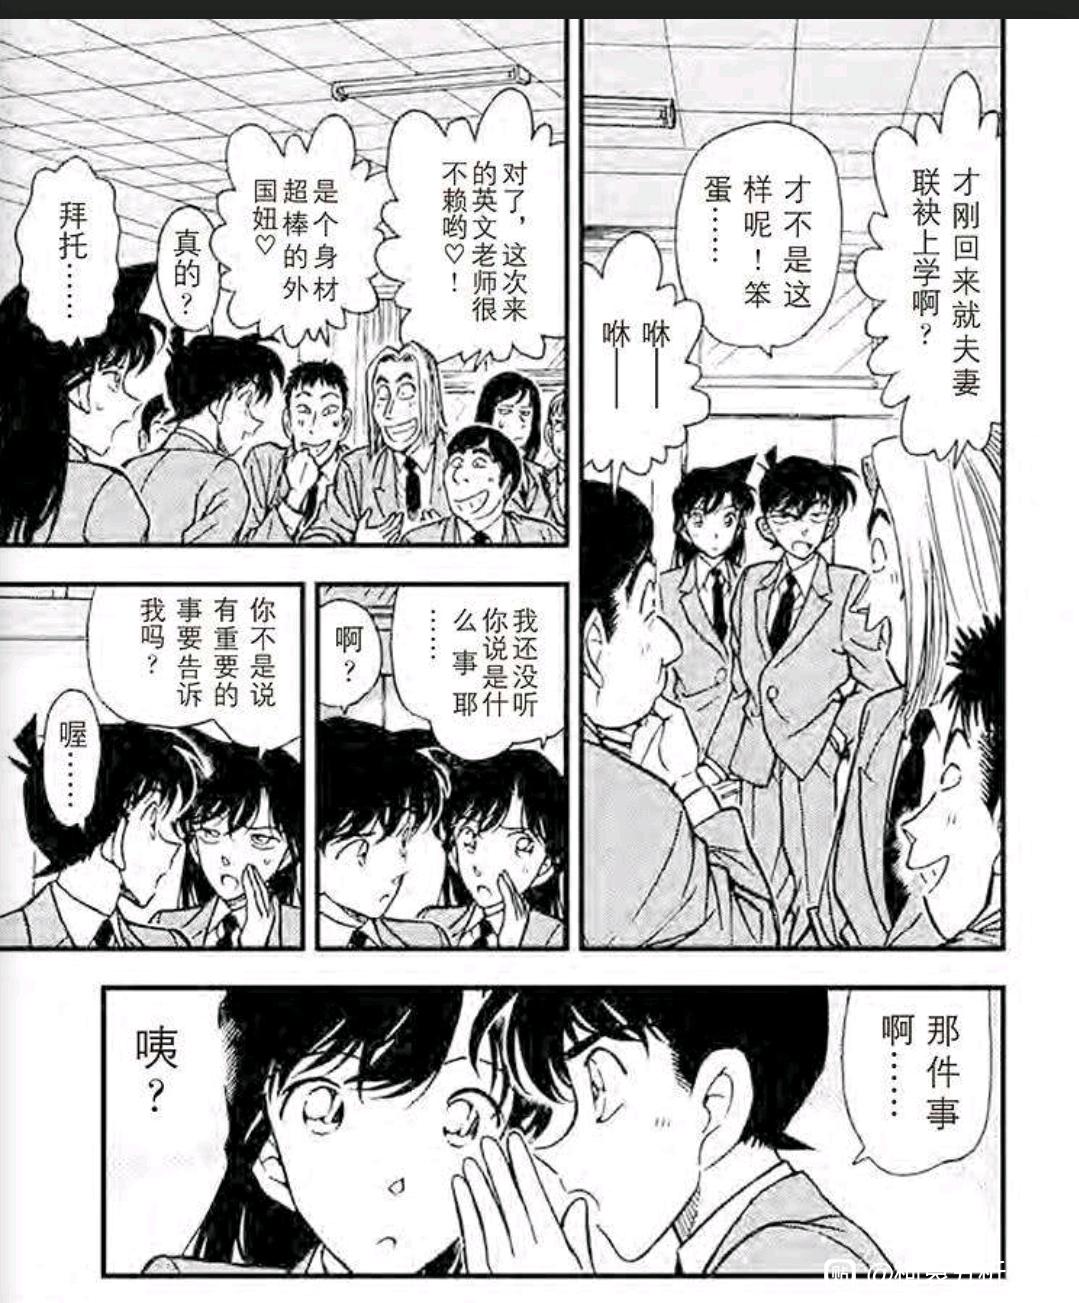 才刚回来就夫妻
联袂上学啊？
才不是这
样呢！笨
蛋……
咻——
咻——
对了，这次来
的英文老师很
不赖哟♡！
是个身材
超棒的外
国妞♡
真的？
拜托……
我还没听
你说是什
么事耶
……
啊？
你不是说
有重要的
事要告诉
我吗？
喔……
那件事
啊……
咦？